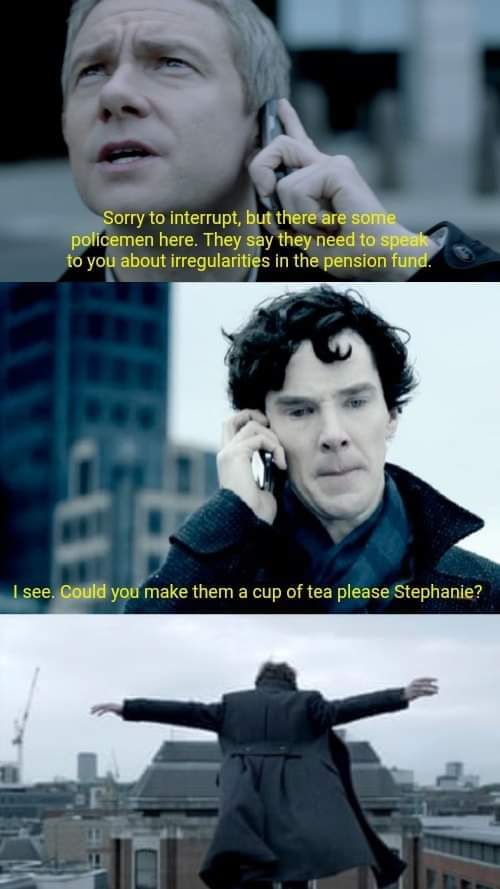 Sorry to interrupt, but there are some
policemen here. They say they need to speak
to you about irregularities in the pension fund.
I see. Could you make them a cup of tea please Stephanie?